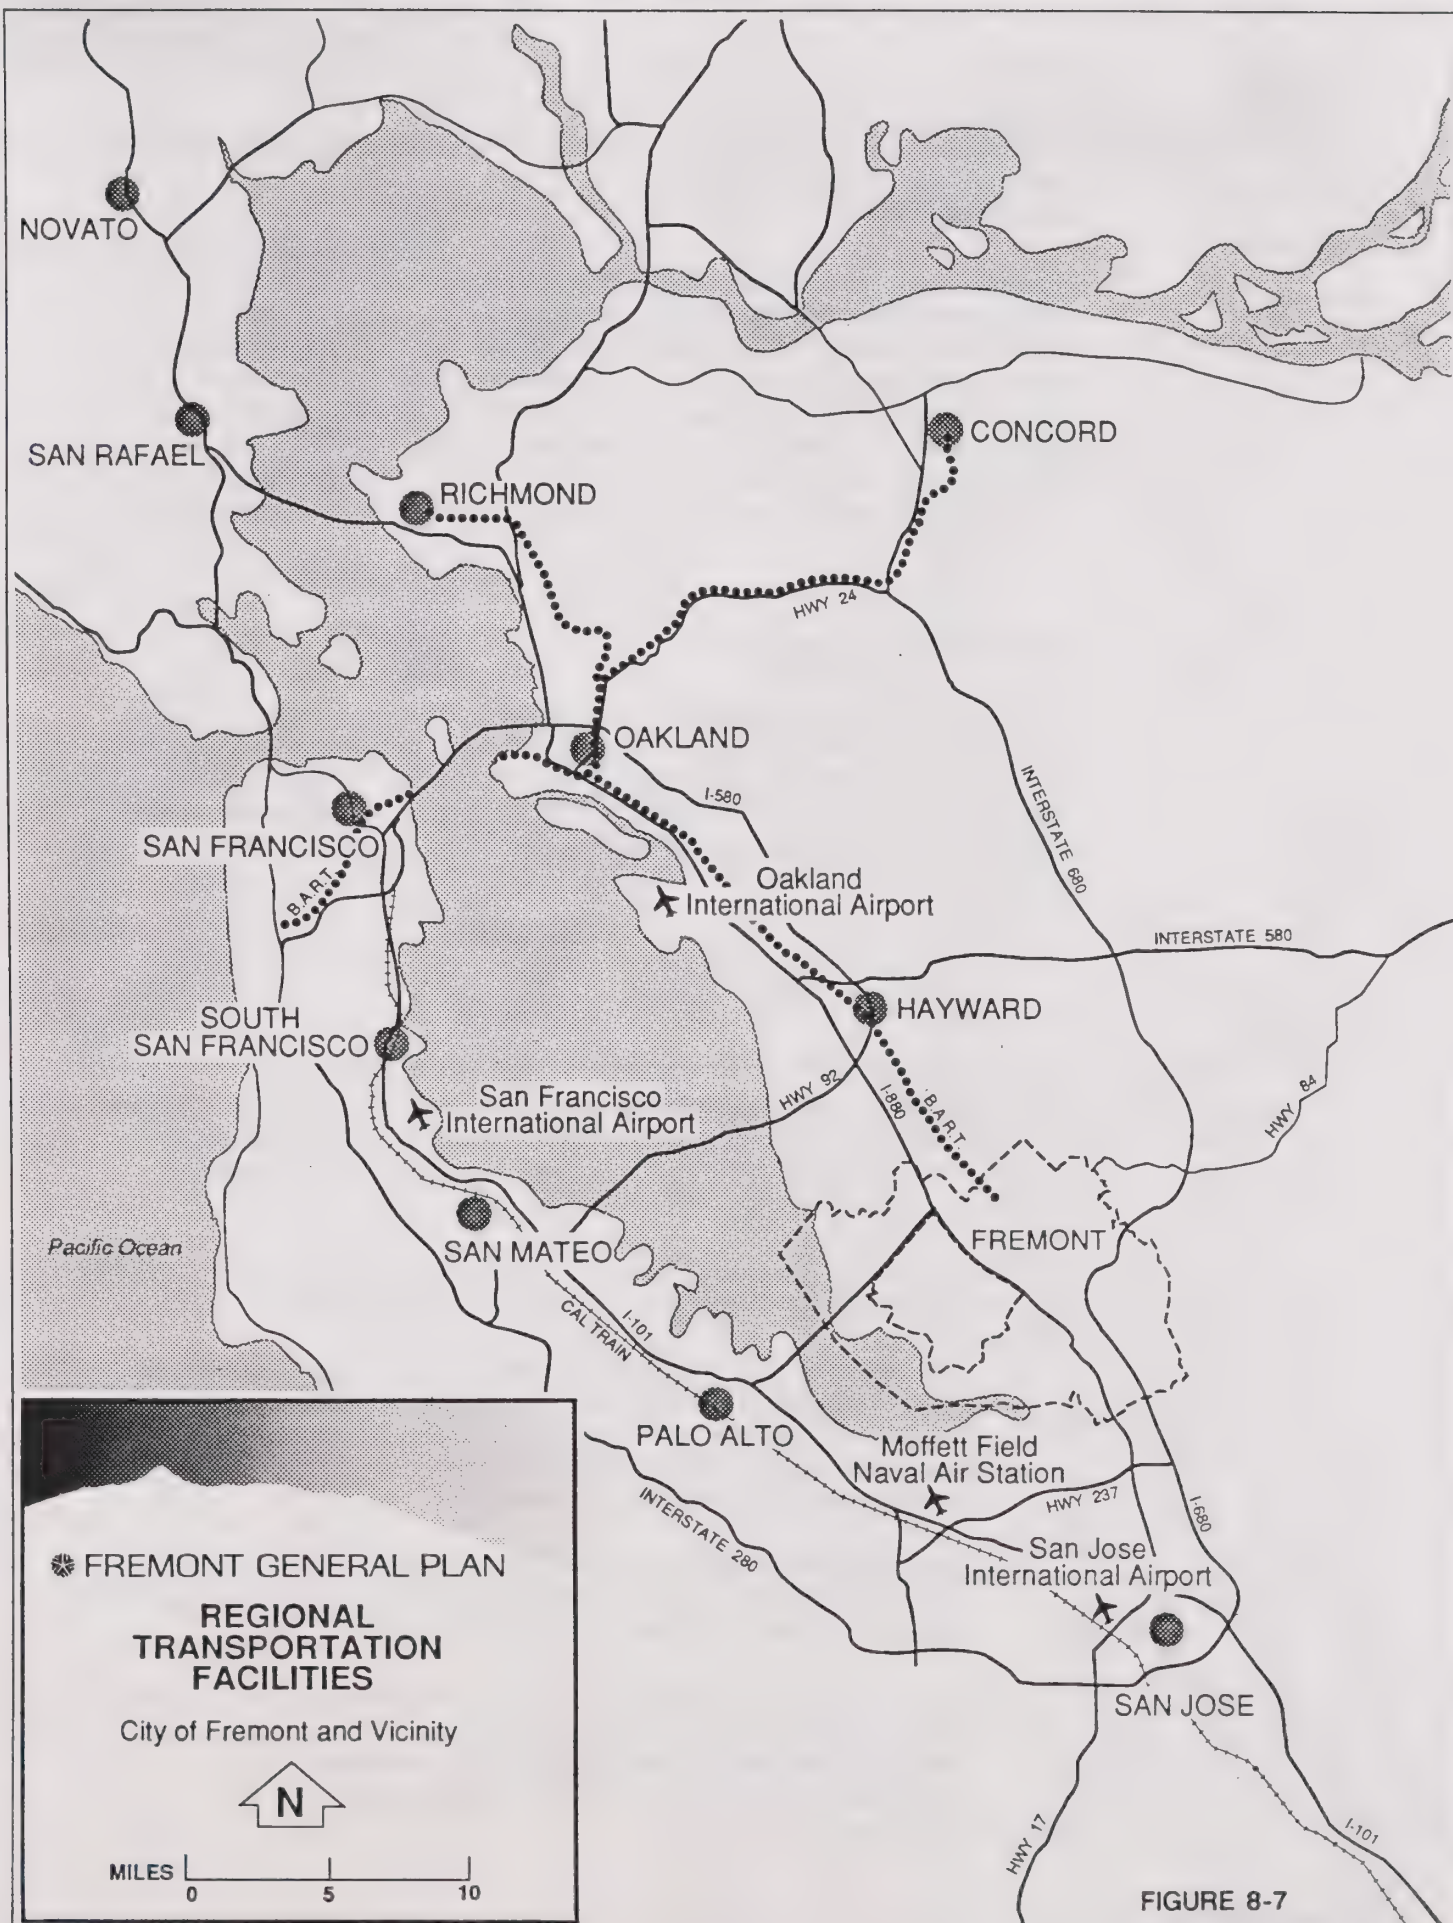 NOVATO
SAN RAFAEL
RICHMOND
CONCORD
HWY 24
OAKLAND
I-580
INTERSTATE 680
SAN FRANCISCO
B.A.R.T.
Oakland
International Airport
INTERSTATE 580
HAYWARD
SOUTH
SAN FRANCISCO
San Francisco
International Airport
HWY 92
I-880
B.A.R.T.
HWY 84
Pacific Ocean
SAN MATEO
FREMONT
CAL TRAIN
I-101
PALO ALTO
Moffett Field
Naval Air Station
HWY 237
I-680
INTERSTATE 280
San Jose
International Airport
SAN JOSE
HWY 17
I-101
FREMONT GENERAL PLAN
REGIONAL
TRANSPORTATION
FACILITIES
City of Fremont and Vicinity
N
MILES
0 5 10
FIGURE 8-7